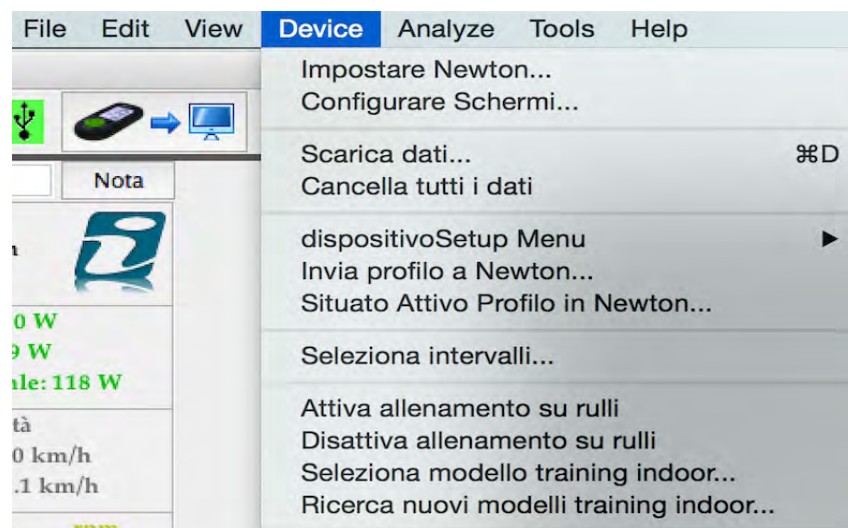 File Edit View Device Analyze Tools Help
Impostare Newton...
Configurare Schermi...
Scarica dati... ⌘D
Cancella tutti i dati
Nota
dispositivoSetup Menu
Invia profilo a Newton...
Situato Attivo Profilo in Newton...
0 W
9 W
ale: 118 W
Seleziona intervalli...
Attiva allenamento su rulli
Disattiva allenamento su rulli
Seleziona modello training indoor...
Ricerca nuovi modelli training indoor...
tà
0 km/h
.1 km/h